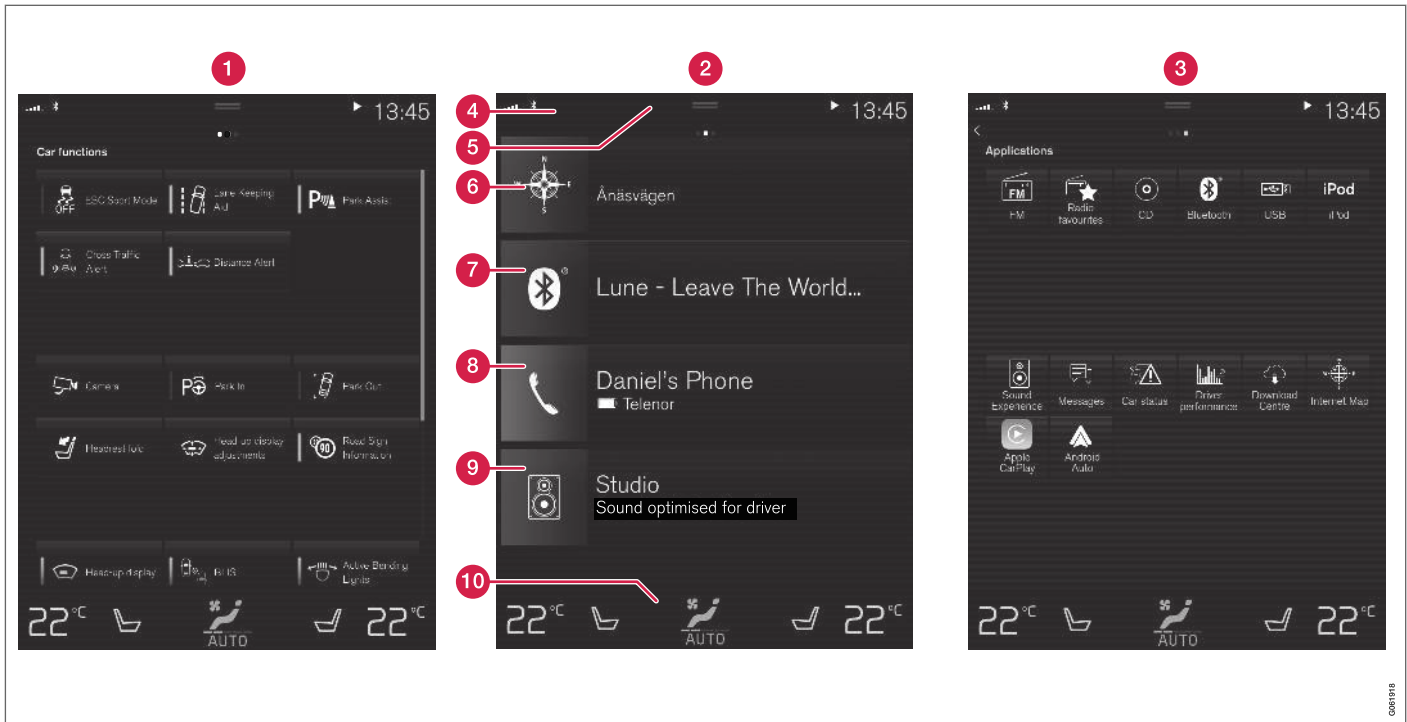 1
2
3
13:45
Car functions
ESC Sport Mode
OFF
Lane Keeping
Aid
Park Assist
Cross Traffic
Alert
Distance Alert
Camera
Park In
Park Out
Headrest fold
Head-up display
adjustments
90
Road Sign
Information
Head-up display
BLIS
Active Bending
Lights
22°C
AUTO
22°C
4
5
6
7
8
9
10
13:45
N
S
Ånäsvägen
Lune - Leave The World...
Daniel's Phone
Telenor
Studio
Sound optimised for driver
22°C
AUTO
22°C
13:45
Applications
FM
FM
Radio
favourites
CD
Bluetooth
USB
iPod
iPod
Sound
Experience
Messages
Car status
Driver
performance
Download
Centre
Internet Map
Apple
CarPlay
Android
Auto
22°C
AUTO
22°C
G061918